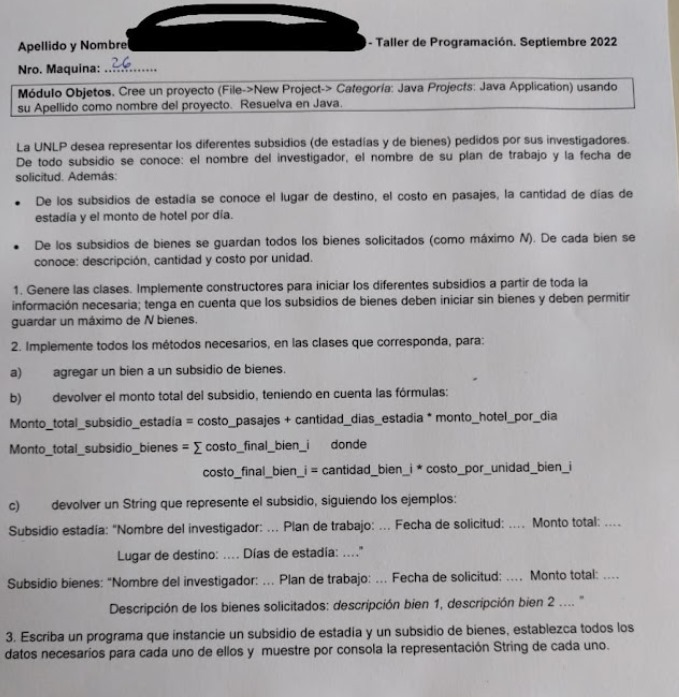 Apellido y Nombre - Taller de Programación. Septiembre 2022
Nro. Maquina: 26
Módulo Objetos. Cree un proyecto (File->New Project-> Categoría: Java Projects: Java Application) usando
su Apellido como nombre del proyecto. Resuelva en Java.
La UNLP desea representar los diferentes subsidios (de estadías y de bienes) pedidos por sus investigadores.
De todo subsidio se conoce: el nombre del investigador, el nombre de su plan de trabajo y la fecha de
solicitud. Además:
• De los subsidios de estadía se conoce el lugar de destino, el costo en pasajes, la cantidad de días de
estadía y el monto de hotel por día.
• De los subsidios de bienes se guardan todos los bienes solicitados (como máximo N). De cada bien se
conoce: descripción, cantidad y costo por unidad.
1. Genere las clases. Implemente constructores para iniciar los diferentes subsidios a partir de toda la
información necesaria; tenga en cuenta que los subsidios de bienes deben iniciar sin bienes y deben permitir
guardar un máximo de N bienes.
2. Implemente todos los métodos necesarios, en las clases que corresponda, para:
a) agregar un bien a un subsidio de bienes.
b) devolver el monto total del subsidio, teniendo en cuenta las fórmulas:
Monto_total_subsidio_estadía = costo_pasajes + cantidad_dias_estadia * monto_hotel_por_dia
Monto_total_subsidio_bienes = ∑ costo_final_bien_i donde
costo_final_bien_i = cantidad_bien_i * costo_por_unidad_bien_i
c) devolver un String que represente el subsidio, siguiendo los ejemplos:
Subsidio estadía: "Nombre del investigador: ... Plan de trabajo: ... Fecha de solicitud: .... Monto total: ....
Lugar de destino: .... Días de estadía: ...."
Subsidio bienes: "Nombre del investigador: ... Plan de trabajo: ... Fecha de solicitud: .... Monto total: ....
Descripción de los bienes solicitados: descripción bien 1, descripción bien 2 .... "
3. Escriba un programa que instancie un subsidio de estadía y un subsidio de bienes, establezca todos los
datos necesarios para cada uno de ellos y muestre por consola la representación String de cada uno.